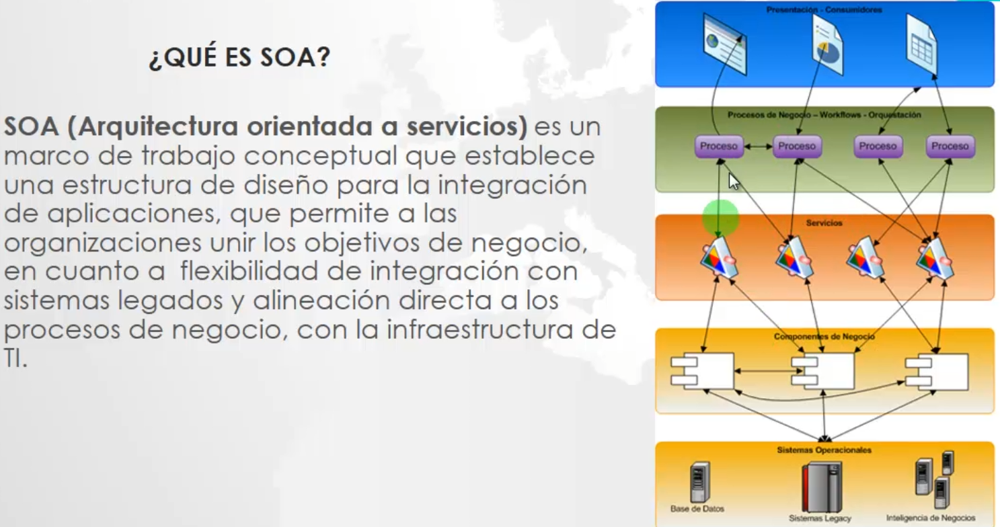 ¿QUÉ ES SOA?
SOA (Arquitectura orientada a servicios) es un
marco de trabajo conceptual que establece
una estructura de diseño para la integración
de aplicaciones, que permite a las
organizaciones unir los objetivos de negocio,
en cuanto a flexibilidad de integración con
sistemas legados y alineación directa a los
procesos de negocio, con la infraestructura de
TI.
Presentación - Consumidores
Procesos de Negocio – Workflows - Orquestación
Proceso Proceso Proceso Proceso
Servicios
Componentes de Negocio
Sistemas Operacionales
Base de Datos Sistemas Legacy Inteligencia de Negocios